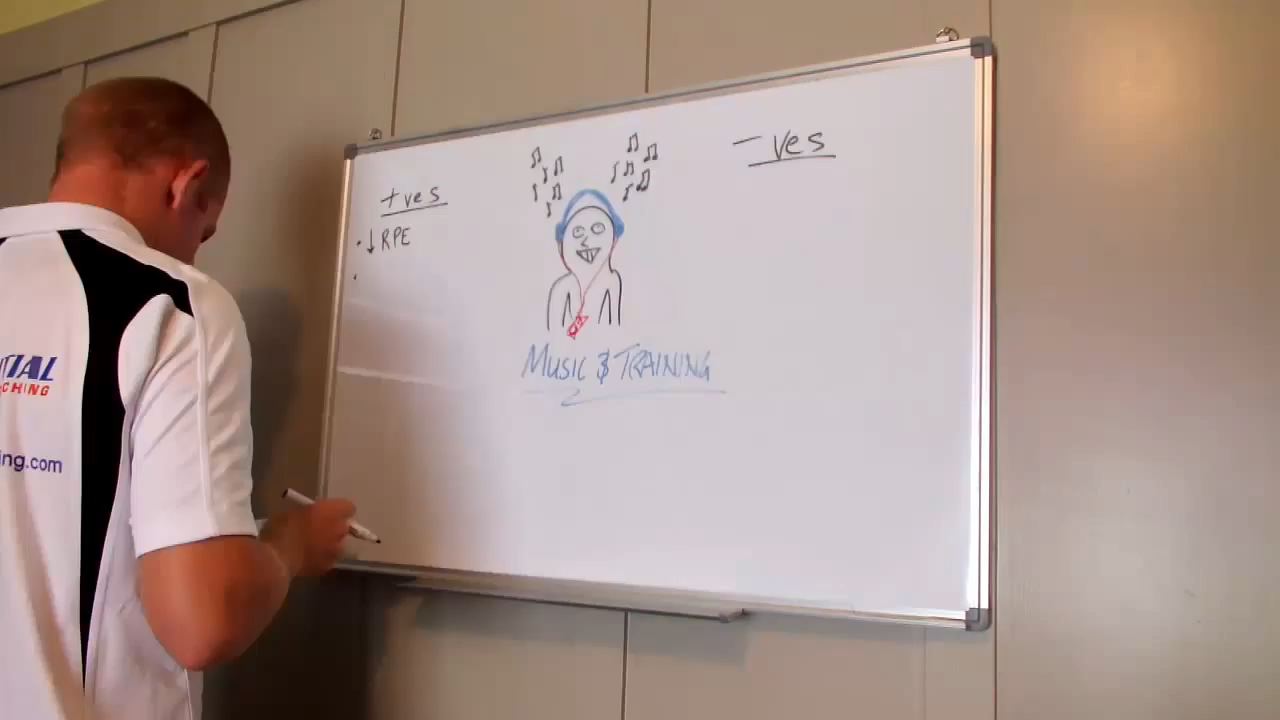 +ves
• ↓ RPE
•
- ves
MUSIC & TRAINING
TIAL
CHING
ing.com